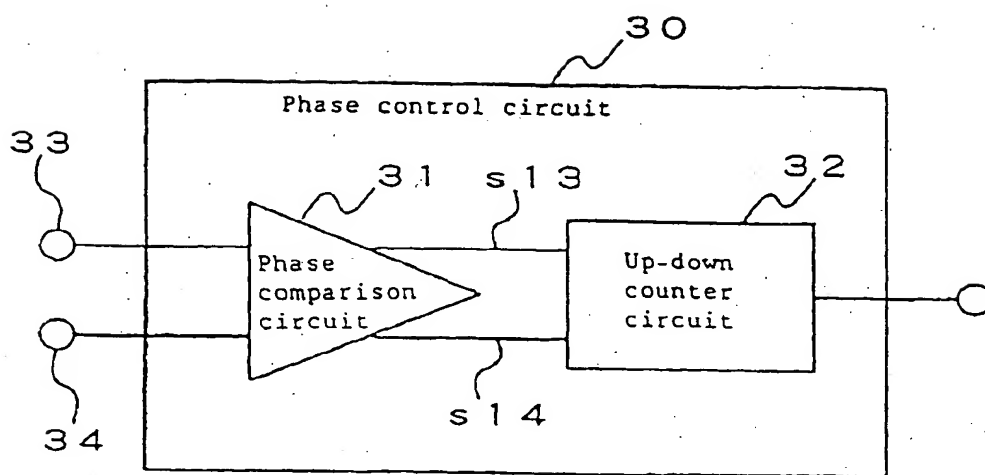 30
Phase control circuit
33
31
s13
32
Phase
comparison
circuit
Up-down
counter
circuit
34
s14